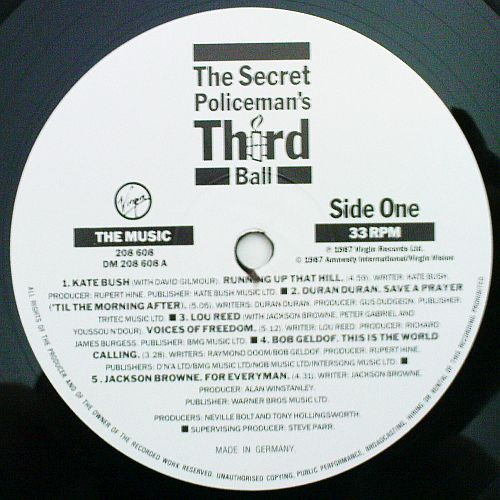 The Secret
Policeman's
Third
Ball
Virgin
Side One
THE MUSIC
33 RPM
208 608
DM 208 608 A
℗ 1987 Virgin Records Ltd.
© 1987 Amnesty International/Virgin Vision
1. KATE BUSH (WITH DAVID GILMOUR). RUNNING UP THAT HILL. (4.59) WRITER: KATE BUSH.
PRODUCER: RUPERT HINE. PUBLISHER: KATE BUSH MUSIC LTD. ■ 2. DURAN DURAN. SAVE A PRAYER
('TIL THE MORNING AFTER). (5.05) WRITERS: DURAN DURAN. PRODUCER: GUS DUDGEON. PUBLISHER:
TRITEC MUSIC LTD. ■ 3. LOU REED (WITH JACKSON BROWNE, PETER GABRIEL AND
YOUSSOU N'DOUR). VOICES OF FREEDOM. (5.12) WRITER: LOU REED. PRODUCER: RICHARD
JAMES BURGESS. PUBLISHER: BMG MUSIC LTD. ■ 4. BOB GELDOF. THIS IS THE WORLD
CALLING. (3.28) WRITERS: RAYMOND DOOM/BOB GELDOF. PRODUCER: RUPERT HINE.
PUBLISHERS: D'N'A LTD/BMG MUSIC LTD/NOB MUSIC LTD/INTERSONG MUSIC LTD. ■
5. JACKSON BROWNE. FOR EVERYMAN. (4.31) WRITER: JACKSON BROWNE.
PRODUCER: ALAN WINSTANLEY.
PUBLISHER: WARNER BROS MUSIC LTD.
PRODUCERS: NEVILLE BOLT AND TONY HOLLINGSWORTH.
■ SUPERVISING PRODUCER: STEVE PARR.
MADE IN GERMANY.
ALL RIGHTS OF THE PRODUCER AND OF THE OWNER OF THE RECORDED WORK RESERVED. UNAUTHORISED COPYING, PUBLIC PERFORMANCE, BROADCASTING, HIRING OR RENTAL OF THIS RECORDING PROHIBITED